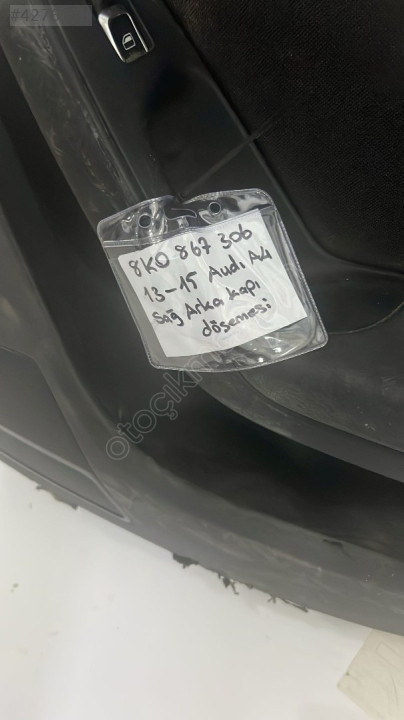 8K0 867 306
13-15 Audi A4
Sağ Arka kapı
döşemesi